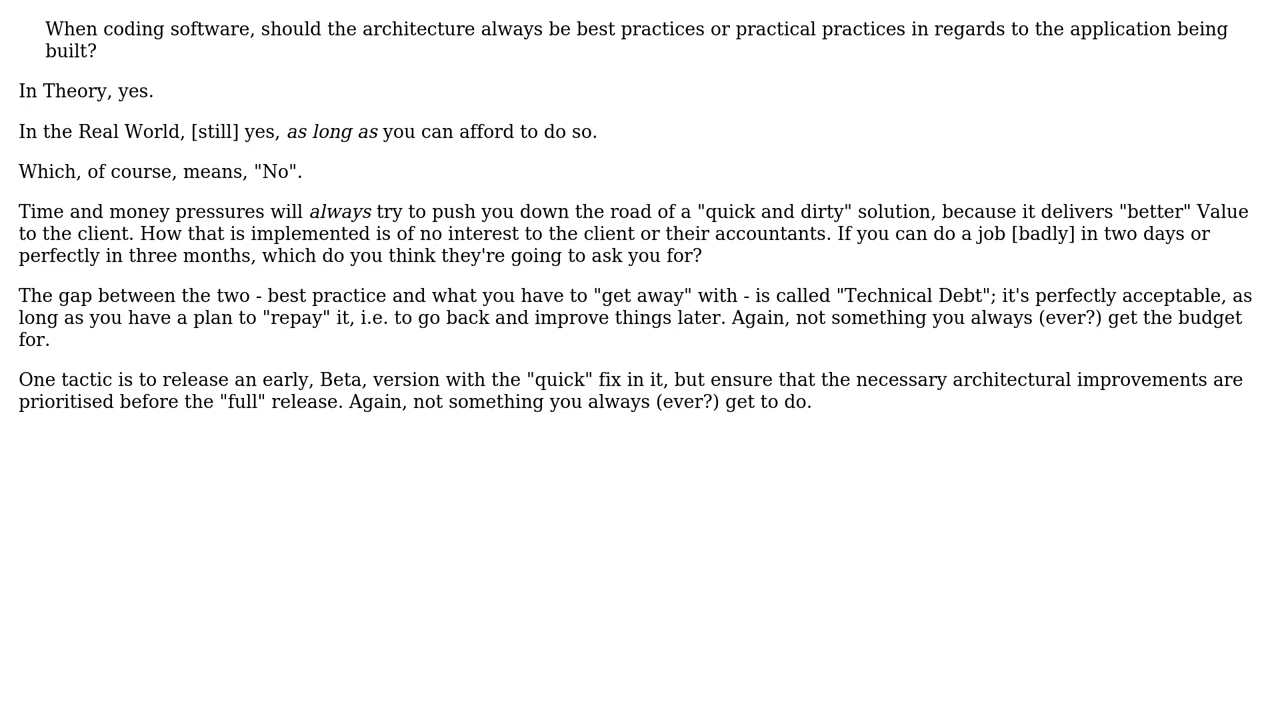 When coding software, should the architecture always be best practices or practical practices in regards to the application being
built?
In Theory, yes.
In the Real World, [still] yes, as long as you can afford to do so.
Which, of course, means, "No".
Time and money pressures will always try to push you down the road of a "quick and dirty" solution, because it delivers "better" Value
to the client. How that is implemented is of no interest to the client or their accountants. If you can do a job [badly] in two days or
perfectly in three months, which do you think they're going to ask you for?
The gap between the two - best practice and what you have to "get away" with - is called "Technical Debt"; it's perfectly acceptable, as
long as you have a plan to "repay" it, i.e. to go back and improve things later. Again, not something you always (ever?) get the budget
for.
One tactic is to release an early, Beta, version with the "quick" fix in it, but ensure that the necessary architectural improvements are
prioritised before the "full" release. Again, not something you always (ever?) get to do.